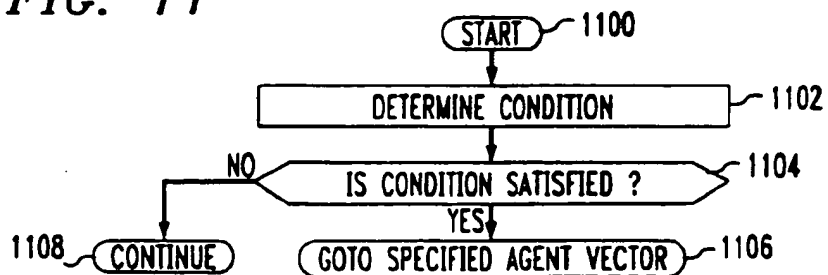 FIG. 11
START 1100
DETERMINE CONDITION 1102
NO IS CONDITION SATISFIED ? 1104
YES
1108 CONTINUE GOTO SPECIFIED AGENT VECTOR 1106